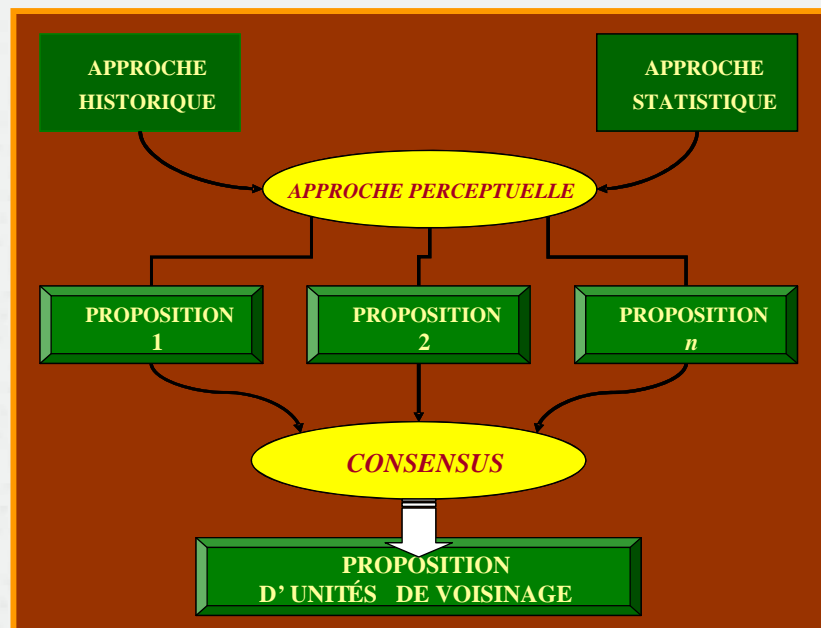 APPROCHE
HISTORIQUE
APPROCHE
STATISTIQUE
APPROCHE PERCEPTUELLE
PROPOSITION
1
PROPOSITION
2
PROPOSITION
n
CONSENSUS
PROPOSITION
D’ UNITÉS DE VOISINAGE